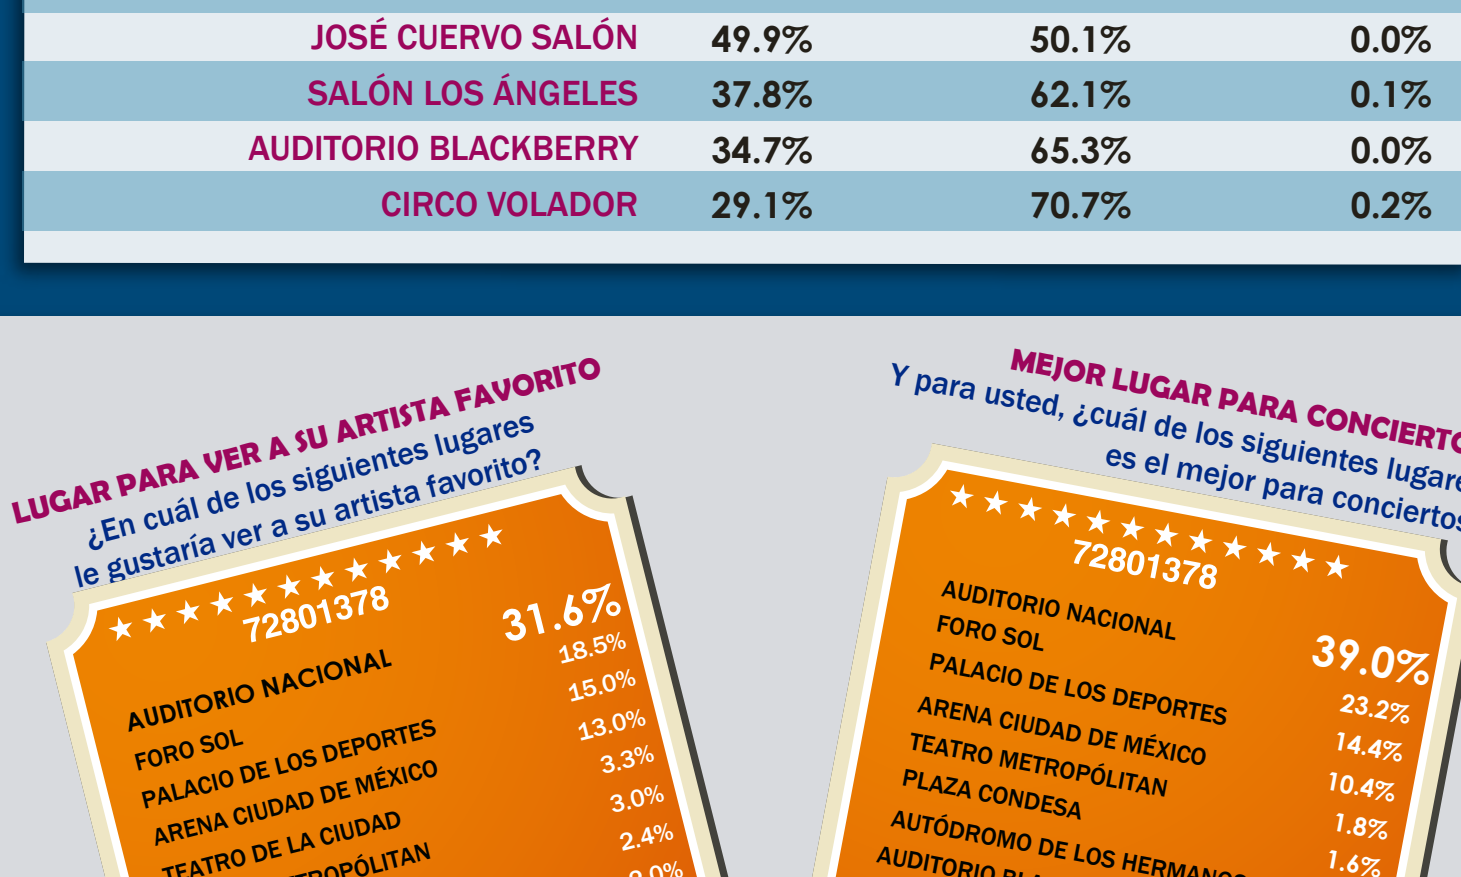 JOSÉ CUERVO SALÓN 49.9% 50.1% 0.0%
SALÓN LOS ÁNGELES 37.8% 62.1% 0.1%
AUDITORIO BLACKBERRY 34.7% 65.3% 0.0%
CIRCO VOLADOR 29.1% 70.7% 0.2%
LUGAR PARA VER A SU ARTISTA FAVORITO
¿En cuál de los siguientes lugares
le gustaría ver a su artista favorito?
72801378
AUDITORIO NACIONAL 31.6%
FORO SOL 18.5%
PALACIO DE LOS DEPORTES 15.0%
ARENA CIUDAD DE MÉXICO 13.0%
TEATRO DE LA CIUDAD 3.3%
3.0%
2.4%
MEJOR LUGAR PARA CONCIERTO
Y para usted, ¿cuál de los siguientes lugare
es el mejor para conciertos
72801378
AUDITORIO NACIONAL 39.0%
FORO SOL 23.2%
PALACIO DE LOS DEPORTES 14.4%
ARENA CIUDAD DE MÉXICO 10.4%
TEATRO METROPÓLITAN 1.8%
PLAZA CONDESA 1.6%
AUTÓDROMO DE LOS HERMANOS
AUDITORIO